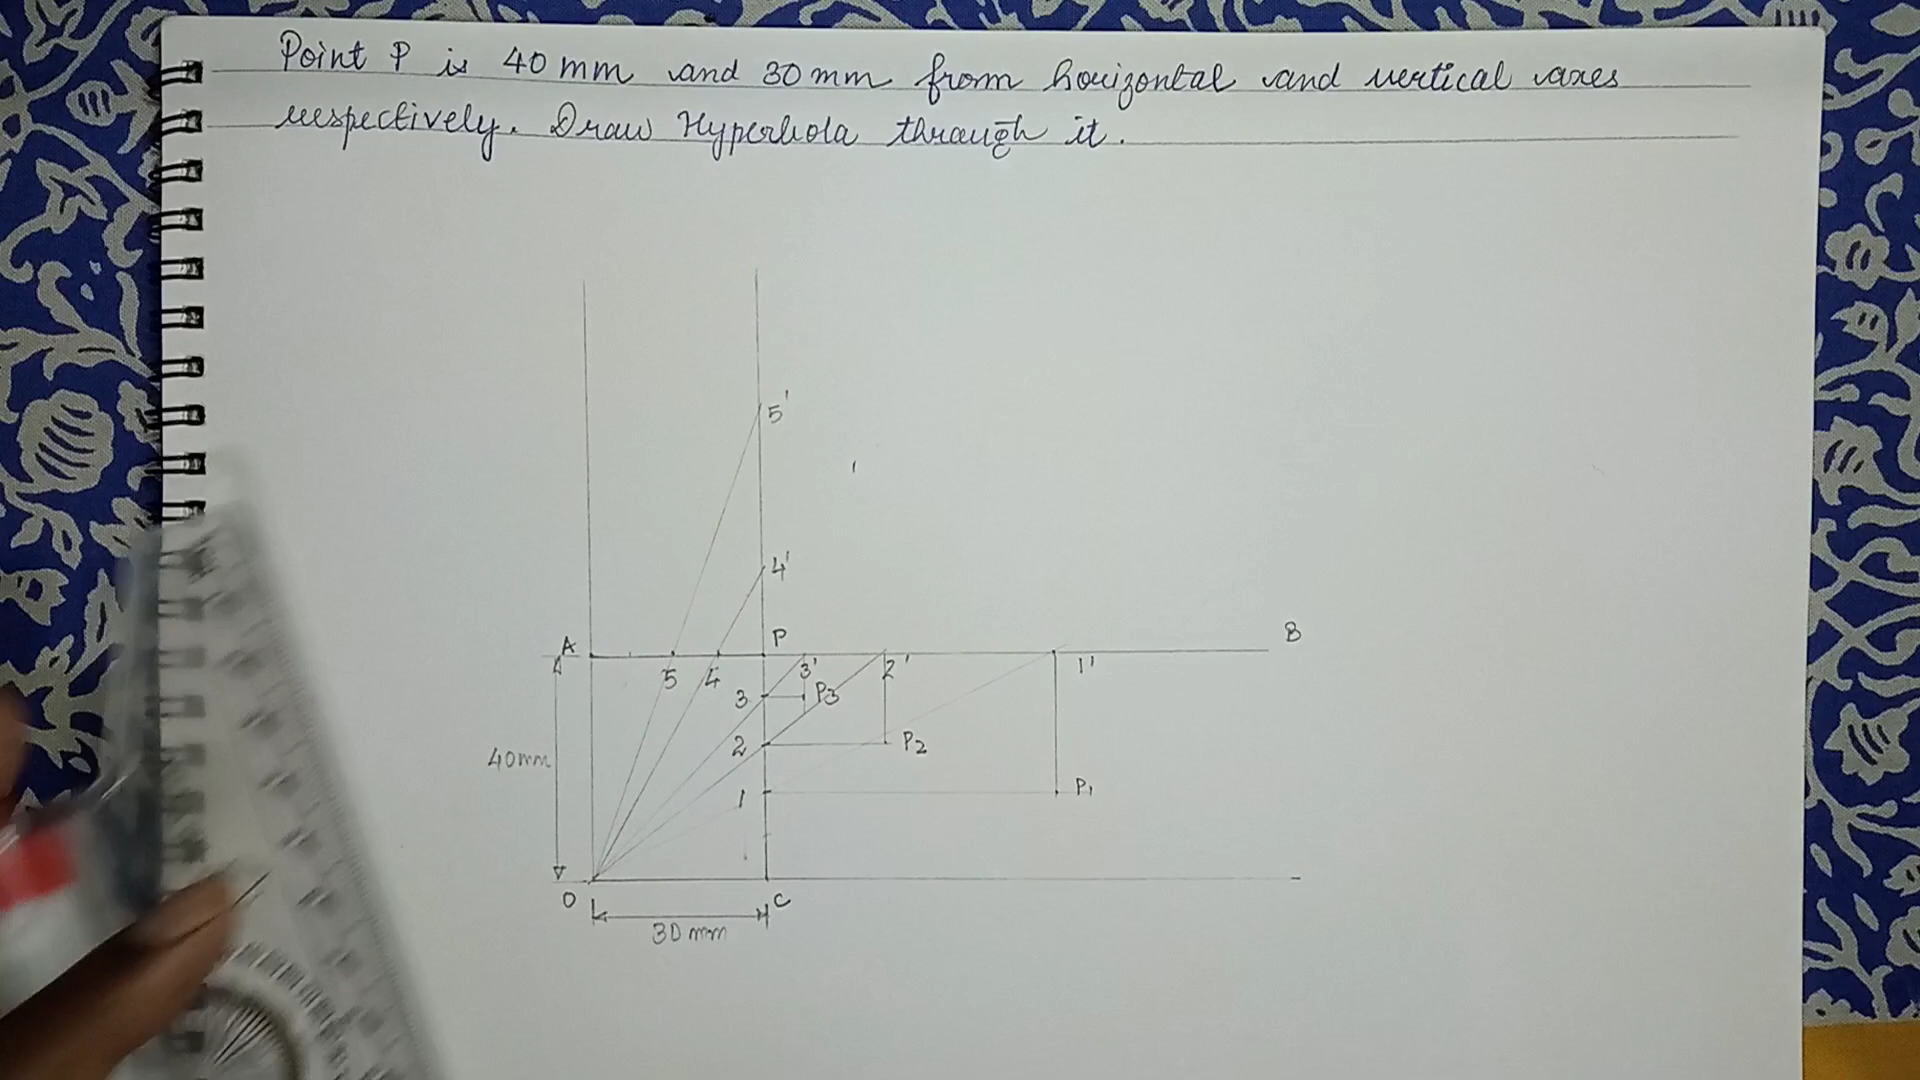 Point P is 40 mm and 30 mm from horizontal and vertical axes
respectively. Draw Hyperbola through it.
5'
4'
A
P
B
5
4
3'
2'
1'
3
P3
2
P2
40mm
1
P1
O
C
30 mm